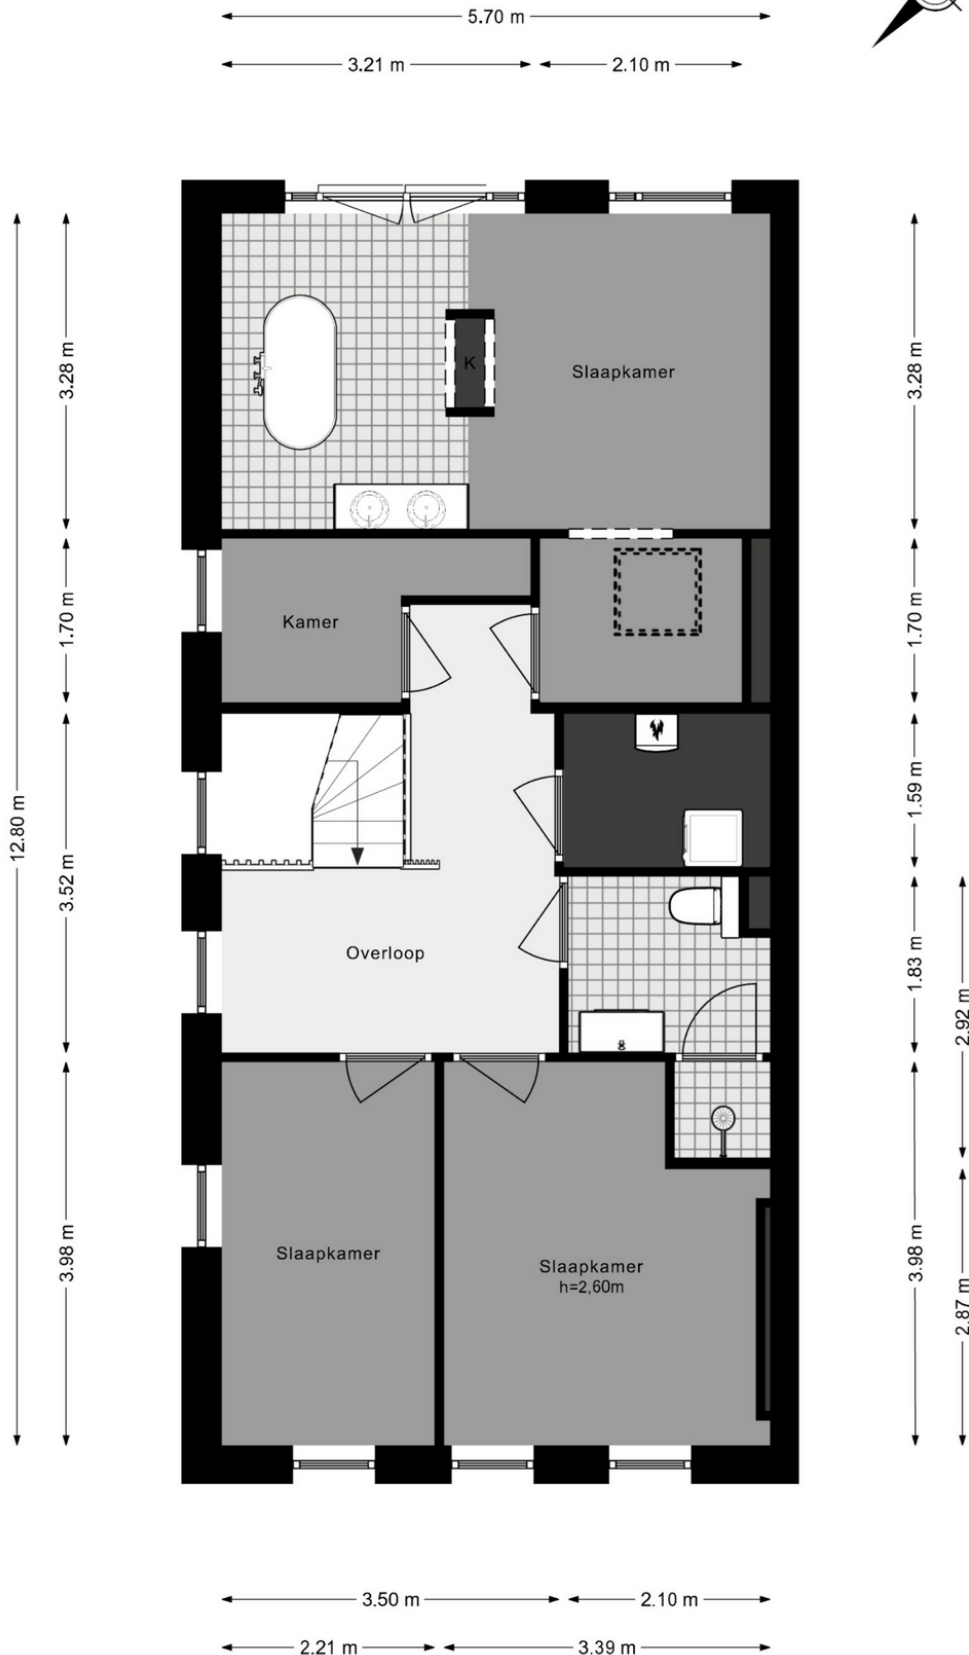 5.70 m
3.21 m
2.10 m
3.28 m
3.28 m
K
Slaapkamer
1.70 m
Kamer
1.70 m
12.80 m
3.52 m
1.59 m
Overloop
1.83 m
2.92 m
3.98 m
Slaapkamer
Slaapkamer
h=2,60m
3.98 m
2.87 m
3.50 m
2.10 m
2.21 m
3.39 m